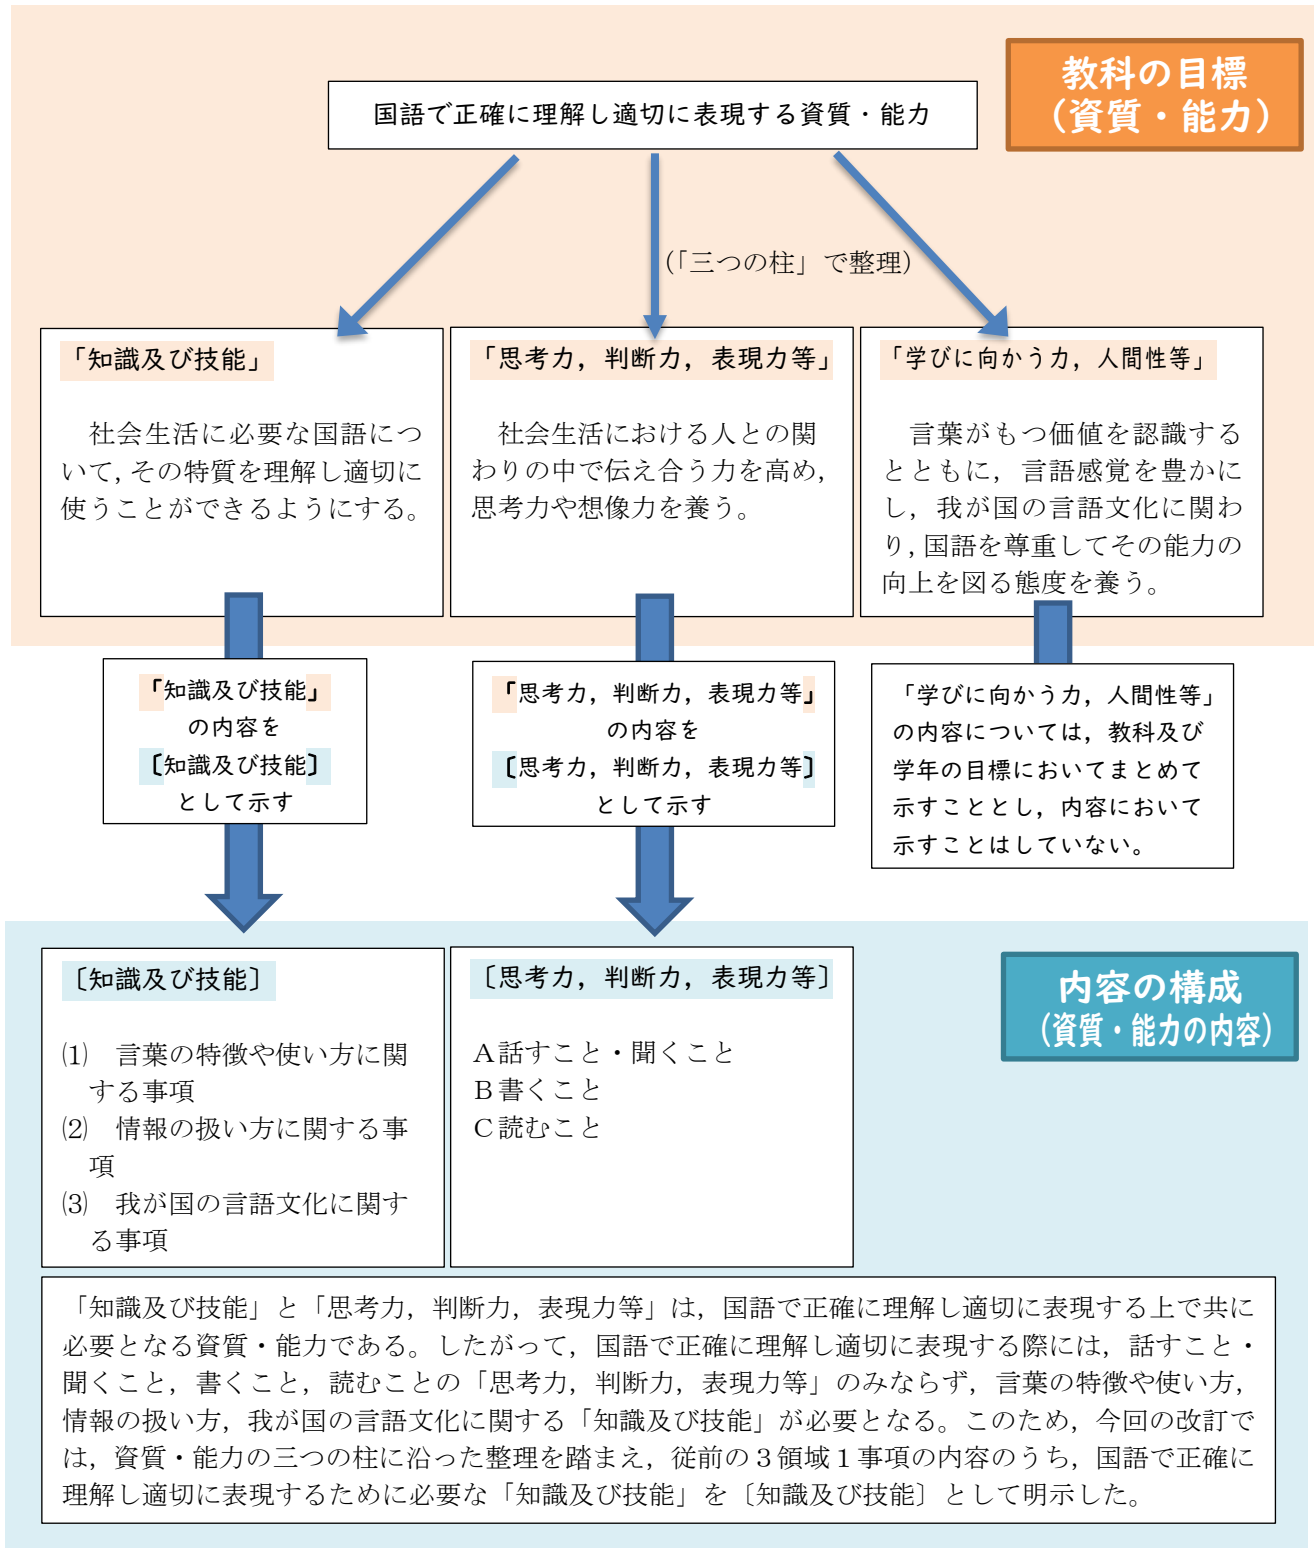 教科の目標
（資質・能力）
国語で正確に理解し適切に表現する資質・能力
（「三つの柱」で整理）
「知識及び技能」
社会生活に必要な国語につ
いて，その特質を理解し適切に
使うことができるようにする。
「思考力，判断力，表現力等」
社会生活における人との関
わりの中で伝え合う力を高め，
思考力や想像力を養う。
「学びに向かう力，人間性等」
言葉がもつ価値を認識する
とともに，言語感覚を豊かに
し，我が国の言語文化に関わ
り，国語を尊重してその能力の
向上を図る態度を養う。
「知識及び技能」
の内容を
〔知識及び技能〕
として示す
「思考力，判断力，表現力等」
の内容を
〔思考力，判断力，表現力等〕
として示す
「学びに向かう力，人間性等」
の内容については，教科及び
学年の目標においてまとめて
示すこととし，内容において
示すことはしていない。
内容の構成
（資質・能力の内容）
〔知識及び技能〕
⑴　言葉の特徴や使い方に関
する事項
⑵　情報の扱い方に関する事
項
⑶　我が国の言語文化に関す
る事項
〔思考力，判断力，表現力等〕
Ａ話すこと・聞くこと
Ｂ書くこと
Ｃ読むこと
「知識及び技能」と「思考力，判断力，表現力等」は，国語で正確に理解し適切に表現する上で共に
必要となる資質・能力である。したがって，国語で正確に理解し適切に表現する際には，話すこと・
聞くこと，書くこと，読むことの「思考力，判断力，表現力等」のみならず，言葉の特徴や使い方，
情報の扱い方，我が国の言語文化に関する「知識及び技能」が必要となる。このため，今回の改訂で
は，資質・能力の三つの柱に沿った整理を踏まえ，従前の３領域１事項の内容のうち，国語で正確に
理解し適切に表現するために必要な「知識及び技能」を〔知識及び技能〕として明示した。